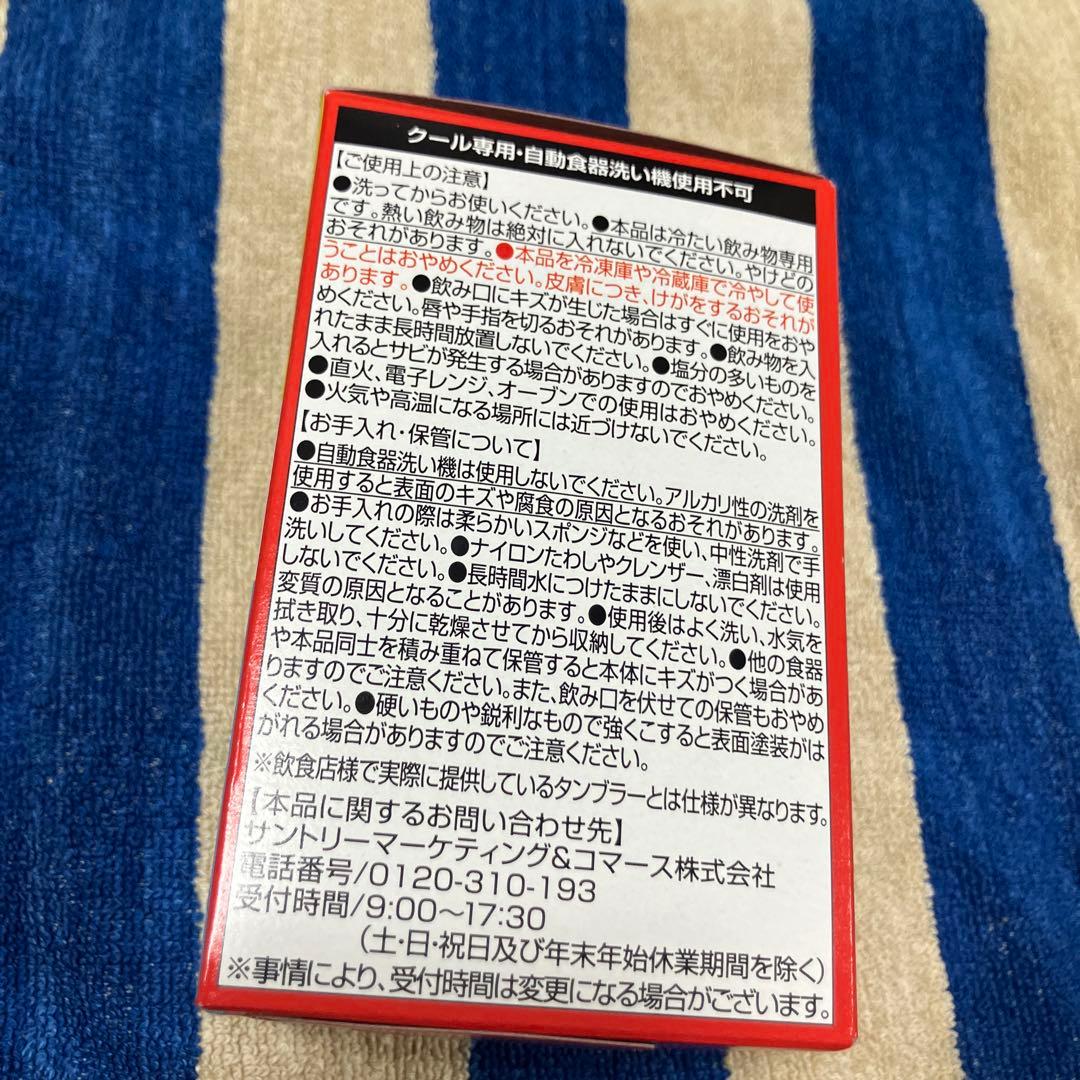 クール専用・自動食器洗い機使用不可
【ご使用上の注意】
●洗ってからお使いください。●本品は冷たい飲み物専用
です。熱い飲み物は絶対に入れないでください。やけどの
おそれがあります。●本品を冷凍庫や冷蔵庫で冷やして使
うことはおやめください。皮膚につき、けがをするおそれが
あります。●飲み口にキズが生じた場合はすぐに使用をおや
めください。唇や手指を切るおそれがあります。●飲み物を入
れたまま長時間放置しないでください。●塩分の多いものを
入れるとサビが発生する場合がありますのでおやめください。
●直火、電子レンジ、オーブンでの使用はおやめください。
●火気や高温になる場所には近づけないでください。
【お手入れ・保管について】
●自動食器洗い機は使用しないでください。アルカリ性の洗剤を
使用すると表面のキズや腐食の原因となるおそれがあります。
●お手入れの際は柔らかいスポンジなどを使い、中性洗剤で手
洗いしてください。●ナイロンたわしやクレンザー、漂白剤は使用
しないでください。●長時間水につけたままにしないでください。
変質の原因となることがあります。●使用後はよく洗い、水気を
拭き取り、十分に乾燥させてから収納してください。●他の食器
や本品同士を積み重ねて保管すると本体にキズがつく場合があ
りますのでご注意ください。また、飲み口を伏せての保管もおやめ
ください。●硬いものや鋭利なもので強くこすると表面塗装がは
がれる場合がありますのでご注意ください。
※飲食店様で実際に提供しているタンブラーとは仕様が異なります。
【本品に関するお問い合わせ先】
サントリーマーケティング&コマース株式会社
電話番号/0120-310-193
受付時間/9:00〜17:30
(土・日・祝日及び年末年始休業期間を除く)
※事情により、受付時間は変更になる場合がございます。